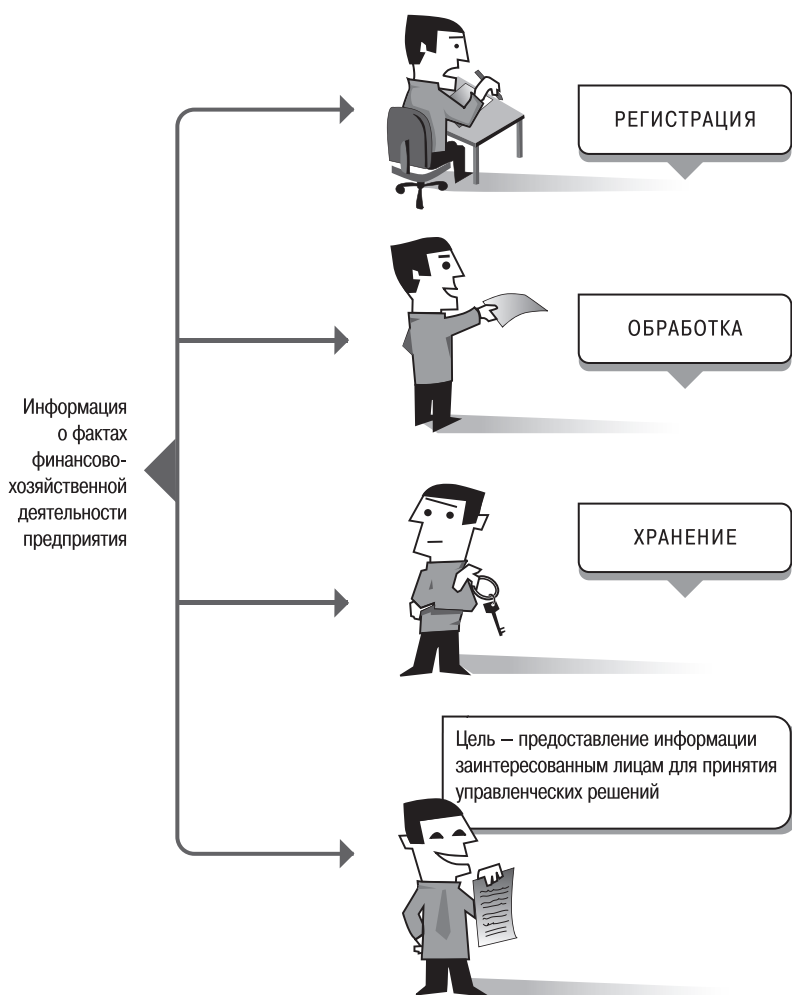 РЕГИСТРАЦИЯ
ОБРАБОТКА
Информация
о фактах
финансово-
хозяйственной
деятельности
предприятия
ХРАНЕНИЕ
Цель – предоставление информации
заинтересованным лицам для принятия
управленческих решений